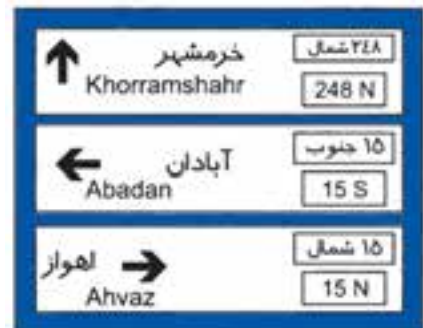 خرمشهر
۲۴۸ شمال
Khorramshahr
248 N
آبادان
۱۵ جنوب
Abadan
15 S
اهواز
۱۵ شمال
Ahvaz
15 N